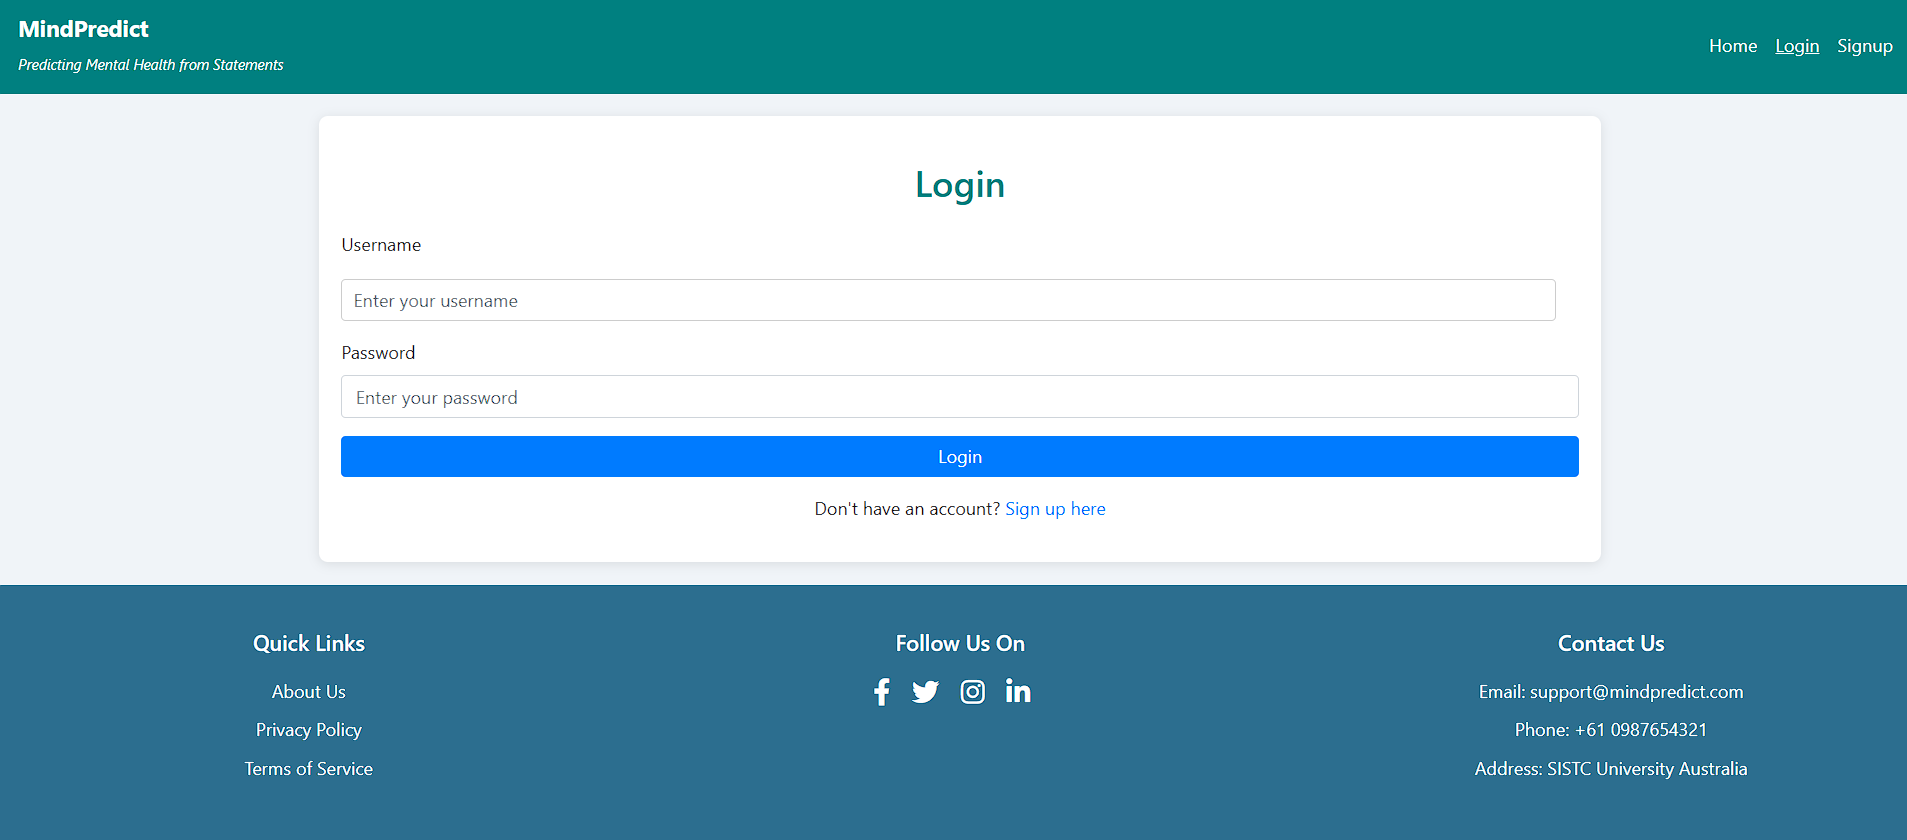 MindPredict
Predicting Mental Health from Statements
Home Login Signup
Login
Username
Enter your username
Password
Enter your password
Login
Don't have an account? Sign up here
Quick Links
About Us
Privacy Policy
Terms of Service
Follow Us On
Contact Us
Email: support@mindpredict.com
Phone: +61 0987654321
Address: SISTC University Australia